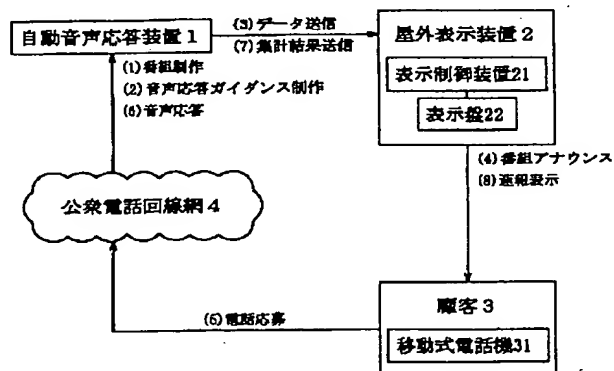 (3)データ送信
自動音声応答装置1
(7)集計結果送信
屋外表示装置2
表示制御装置21
表示盤22
(1)番組制作
(2)音声応答ガイダンス制作
(6)音声応答
(4)番組アナウンス
(8)速報表示
公衆電話回線網4
(5)電話応募
顧客3
移動式電話機31